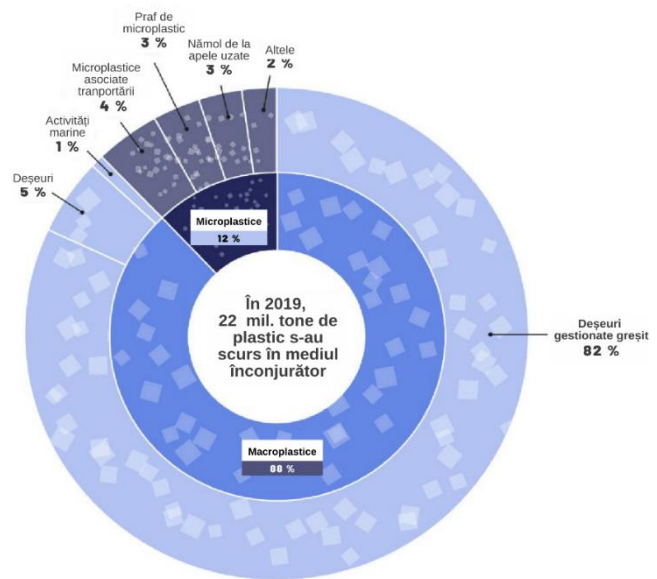 Praf de
microplastic
3 %
Nămol de la
apele uzate
3 %
Altele
2 %
Microplastice
asociate
tranportării
4 %
Activități
marine
1 %
Deșeuri
5 %
Microplastice
12 %
În 2019,
22 mil. tone de
plastic s-au
scurs în mediul
înconjurător
Deșeuri
gestionate greșit
82 %
Macroplastice
88 %